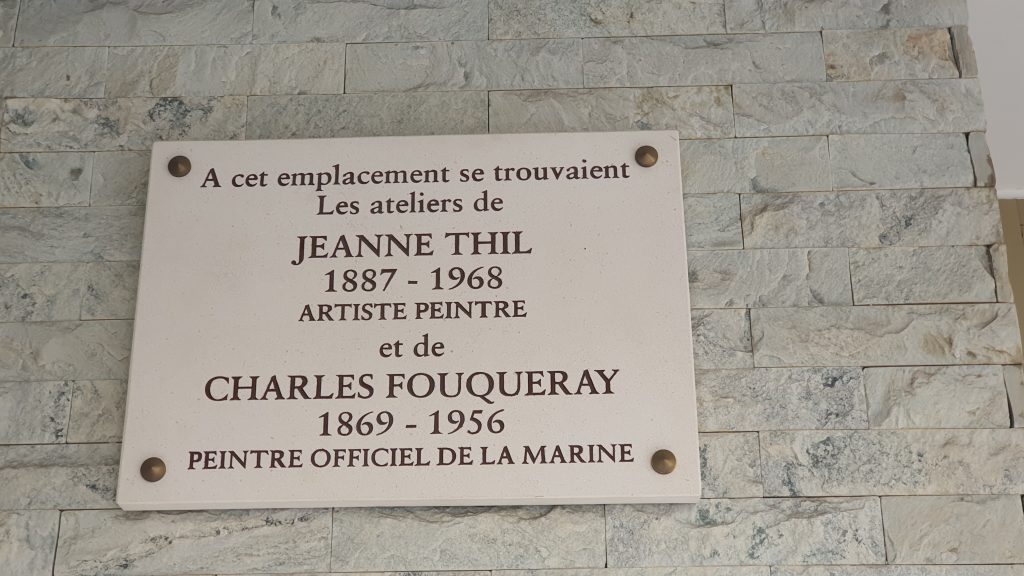 A cet emplacement se trouvaient
Les ateliers de
JEANNE THIL
1887 - 1968
ARTISTE PEINTRE
et de
CHARLES FOUQUERAY
1869 - 1956
PEINTRE OFFICIEL DE LA MARINE